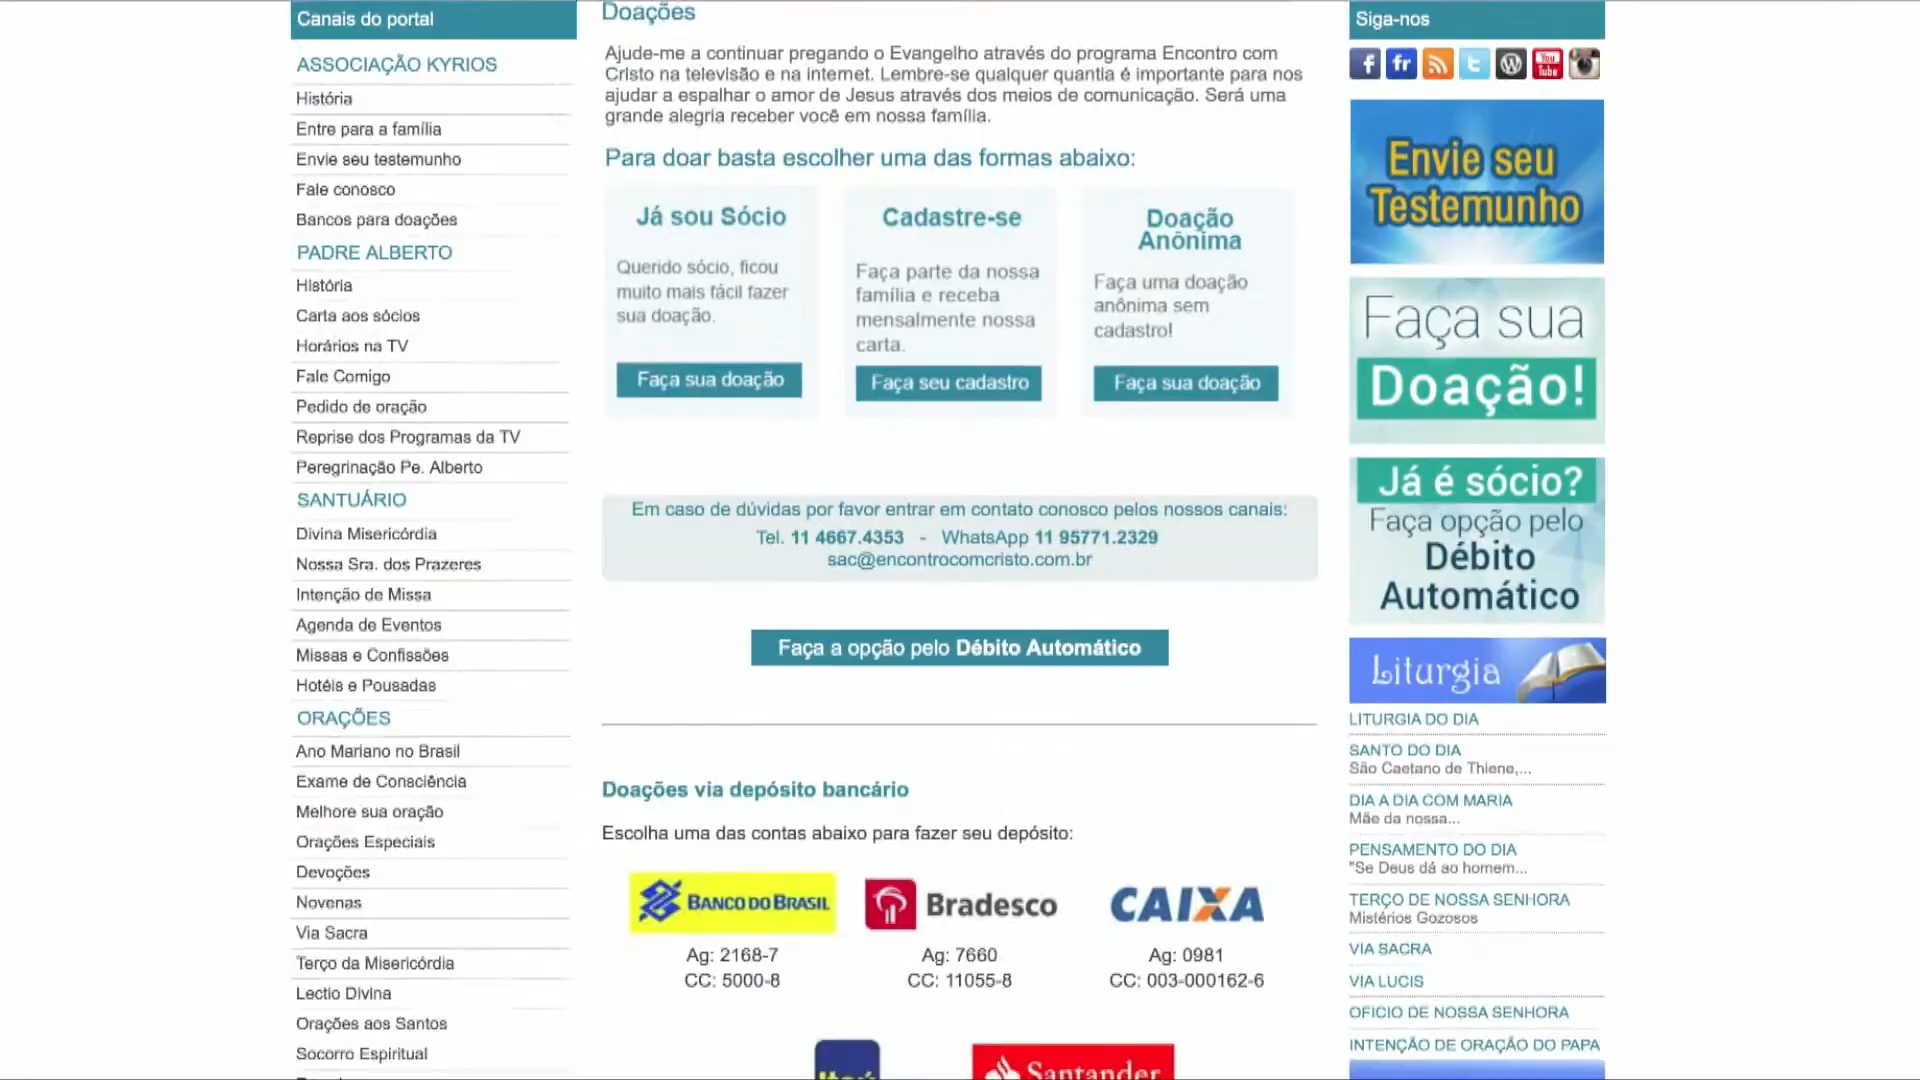 Canais do portal
ASSOCIAÇÃO KYRIOS
História
Entre para a família
Envie seu testemunho
Fale conosco
Bancos para doações
PADRE ALBERTO
História
Carta aos sócios
Horários na TV
Fale Comigo
Pedido de oração
Reprise dos Programas da TV
Peregrinação Pe. Alberto
SANTUÁRIO
Divina Misericórdia
Nossa Sra. dos Prazeres
Intenção de Missa
Agenda de Eventos
Missas e Confissões
Hotéis e Pousadas
ORAÇÕES
Ano Mariano no Brasil
Exame de Consciência
Melhore sua oração
Orações Especiais
Devoções
Novenas
Via Sacra
Terço da Misericórdia
Lectio Divina
Orações aos Santos
Socorro Espiritual
Doações
Ajude-me a continuar pregando o Evangelho através do programa Encontro com
Cristo na televisão e na internet. Lembre-se qualquer quantia é importante para nos
ajudar a espalhar o amor de Jesus através dos meios de comunicação. Será uma
grande alegria receber você em nossa família.
Para doar basta escolher uma das formas abaixo:
Já sou Sócio
Querido sócio, ficou
muito mais fácil fazer
sua doação.
Faça sua doação
Cadastre-se
Faça parte da nossa
família e receba
mensalmente nossa
carta.
Faça seu cadastro
Doação
Anônima
Faça uma doação
anônima sem
cadastro!
Faça sua doação
Em caso de dúvidas por favor entrar em contato conosco pelos nossos canais:
Tel. 11 4667.4353 - WhatsApp 11 95771.2329
sac@encontrocomcristo.com.br
Faça a opção pelo Débito Automático
Doações via depósito bancário
Escolha uma das contas abaixo para fazer seu depósito:
BANCO DO BRASIL
Ag: 2168-7
CC: 5000-8
Bradesco
Ag: 7660
CC: 11055-8
CAIXA
Ag: 0981
CC: 003-000162-6
Itaú
Santander
Siga-nos
f
fr
t
W
You
Tube
Envie seu
Testemunho
Faça sua
Doação!
Já é sócio?
Faça opção pelo
Débito
Automático
Liturgia
LITURGIA DO DIA
SANTO DO DIA
São Caetano de Thiene,...
DIA A DIA COM MARIA
Mãe da nossa...
PENSAMENTO DO DIA
"Se Deus dá ao homem...
TERÇO DE NOSSA SENHORA
Mistérios Gozosos
VIA SACRA
VIA LUCIS
OFICIO DE NOSSA SENHORA
INTENÇÃO DE ORAÇÃO DO PAPA